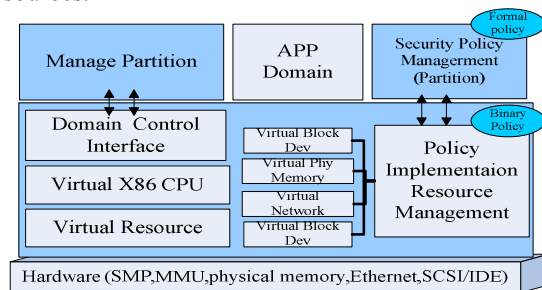 sources.
Formal
policy
Manage Partition
APP
Domain
Security Policy
Management
(Partition)
Binary
Policy
Domain Control
Interface
Virtual X86 CPU
Virtual Resource
Virtual Block
Dev
Virtual Phy
Memory
Virtual
Network
Virtual Block
Dev
Policy
Implementaion
Resource
Management
Hardware (SMP,MMU,physical memory,Ethernet,SCSI/IDE)